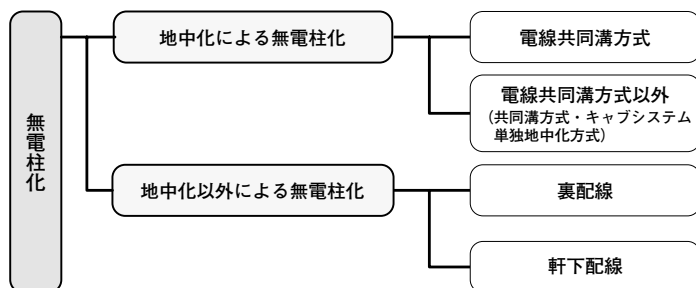 無電柱化
地中化による無電柱化
電線共同溝方式
電線共同溝方式以外
（共同溝方式・キャブシステム
単独地中化方式）
地中化以外による無電柱化
裏配線
軒下配線